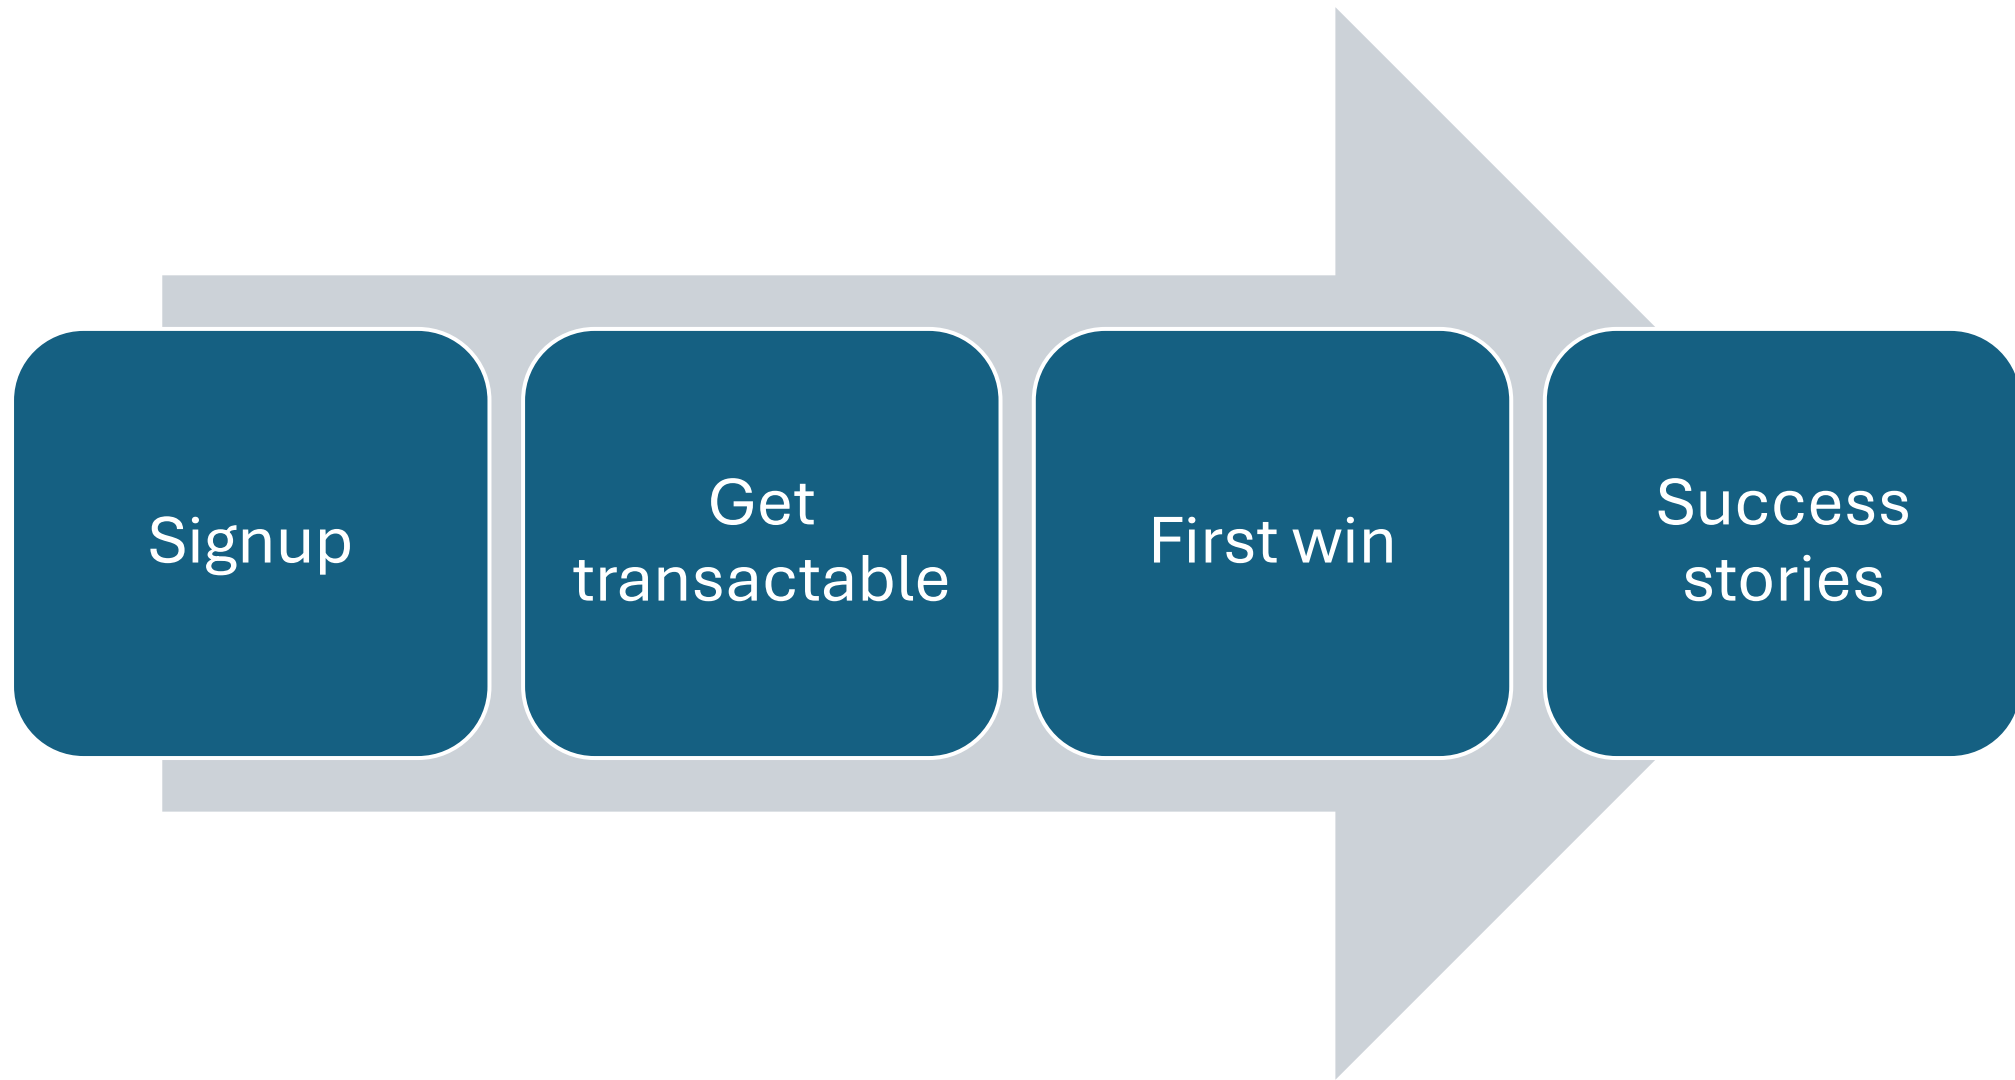 Signup
Get
transactable
First win
Success
stories